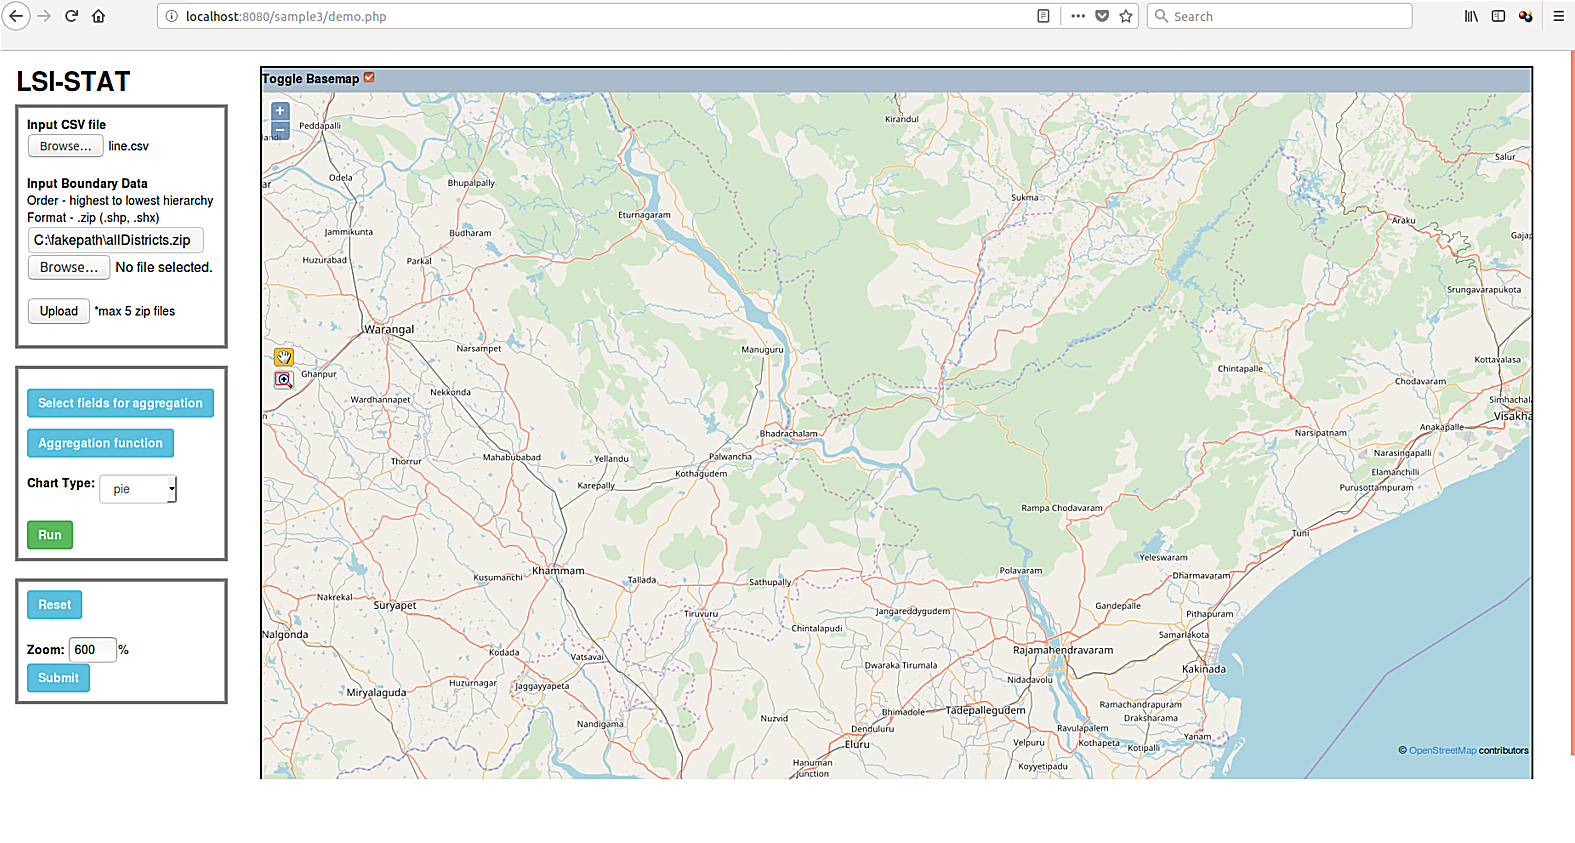 localhost:8080/sample3/demo.php
Search
LSI-STAT
Input CSV file
Browse... line.csv
Input Boundary Data
Order - highest to lowest hierarchy
Format - .zip (.shp, .shx)
C:\fakepath\allDistricts.zip
Browse... No file selected.
Upload *max 5 zip files
Select fields for aggregation
Aggregation function
Chart Type: pie
Run
Reset
Zoom: 600 %
Submit
Toggle Basemap
+
−
Peddapalli
Kirandul
Salur
Odela
Bhupalpally
ar
Sukma
Eturnagaram
Araku
Jammikunta
Budharam
Gajap
Huzurabad
Parkal
Srungavarapukota
Warangal
Narsampet
Manuguru
Kottavalasa
Ghanpur
Chintapalle
Chodavaram
Nekkonda
Wardhannapet
Simhachal
Visakha
Anakapalle
Bhadrachalam
Narsipatnam
Narasingapalli
Mahabubabad
Yellandu
Palwancha
Thorrur
Kothagudem
Elamanchili
Karepally
Purusottampuram
Rampa Chodavaram
Tuni
Yeleswaram
Khammam
Polavaram
Kusumanchi
Tallada
Sathupally
Dharmavaram
Nakrekal
Suryapet
Tiruvuru
Jangareddygudem
Gandepalle
Pithapuram
Nalgonda
Chintalapudi
Samarlakota
Kodada
Vatsavai
Rajamahendravaram
Dwaraka Tirumala
Kakinada
Huzurnagar
Jaggayyapeta
Nidadavolu
Miryalaguda
Ramachandrapuram
Bhimadole
Tadepallegudem
Nandigama
Nuzvid
Draksharama
Denduluru
Ravulapalem
Yanam
Eluru
Velpuru
Kothapeta
Kotipalli
© OpenStreetMap contributors
Hanuman
Junction
Koyyetipadu